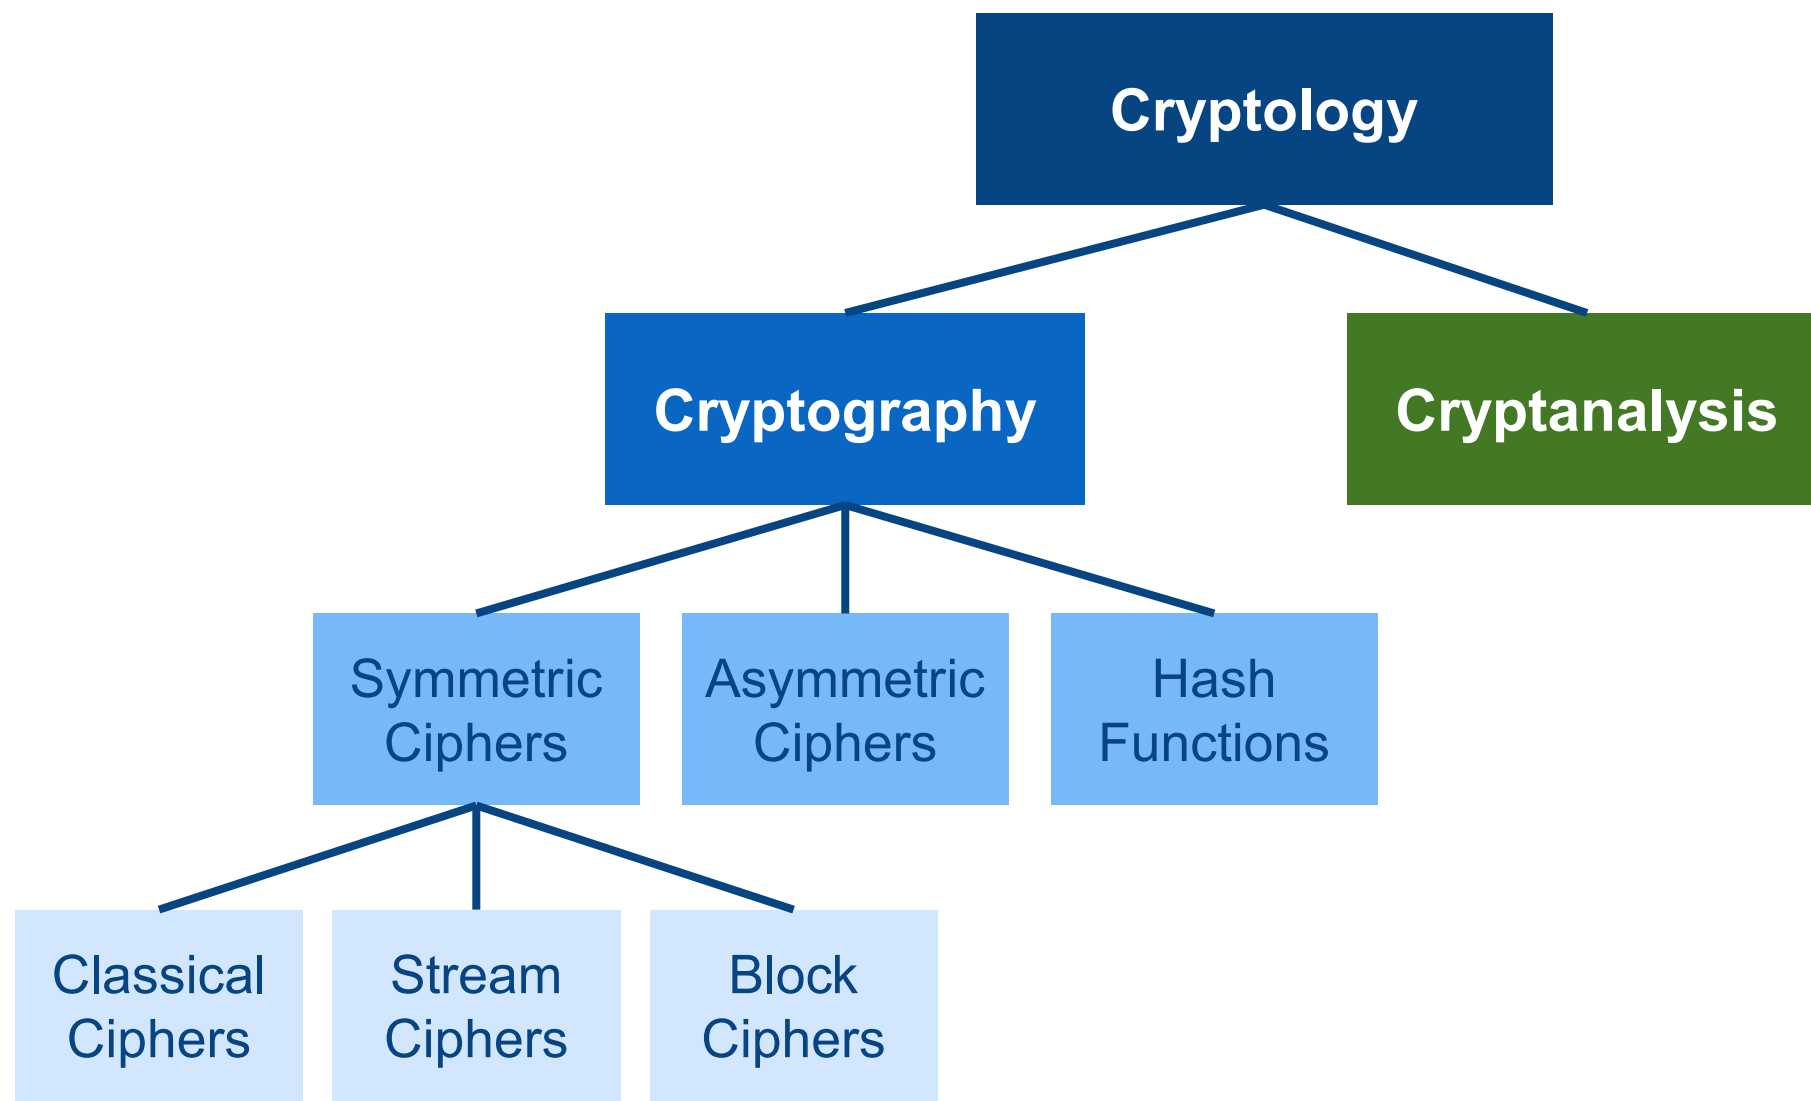 Cryptology
Cryptography
Cryptanalysis
Symmetric
Ciphers
Asymmetric
Ciphers
Hash
Functions
Classical
Ciphers
Stream
Ciphers
Block
Ciphers